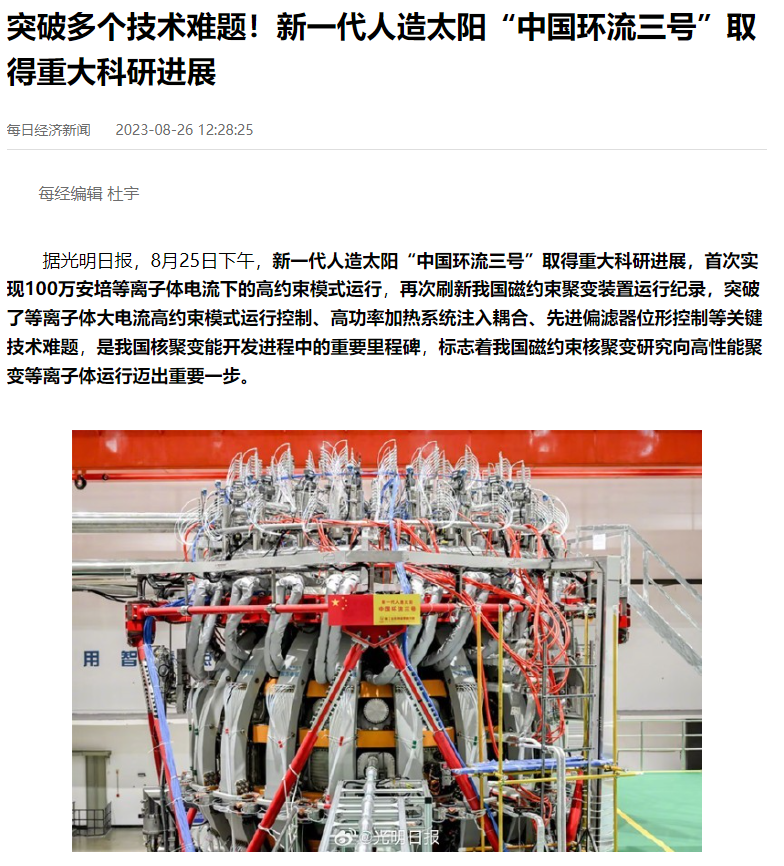 突破多个技术难题！新一代人造太阳“中国环流三号”取
得重大科研进展
每日经济新闻 2023-08-26 12:28:25
每经编辑 杜宇
据光明日报，8月25日下午，新一代人造太阳“中国环流三号”取得重大科研进展，首次实
现100万安培等离子体电流下的高约束模式运行，再次刷新我国磁约束聚变装置运行纪录，突破
了等离子体大电流高约束模式运行控制、高功率加热系统注入耦合、先进偏滤器位形控制等关键
技术难题，是我国核聚变能开发进程中的重要里程碑，标志着我国磁约束核聚变研究向高性能聚
变等离子体运行迈出重要一步。
新一代人造太阳
中国环流三号
用智
@光明日报